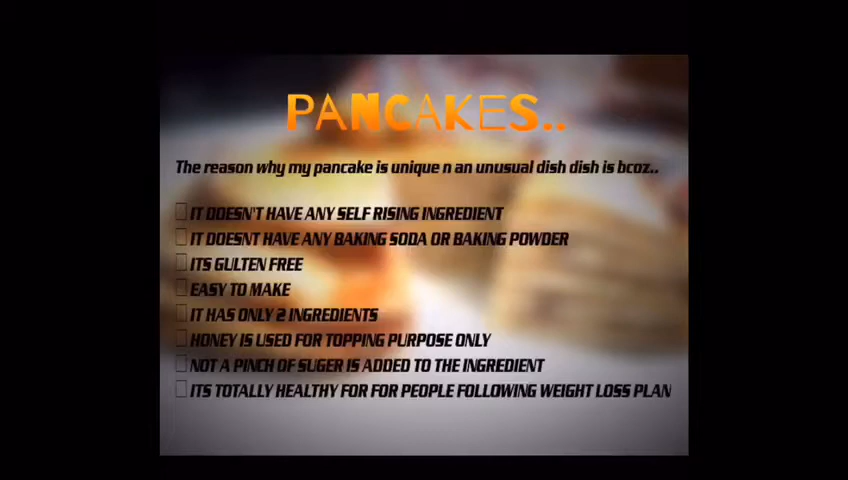 PANCAKES..
The reason why my pancake is unique n an unusual dish dish is bcoz..
IT DOESN'T HAVE ANY SELF RISING INGREDIENT
IT DOESNT HAVE ANY BAKING SODA OR BAKING POWDER
ITS GULTEN FREE
EASY TO MAKE
IT HAS ONLY 2 INGREDIENTS
HONEY IS USED FOR TOPPING PURPOSE ONLY
NOT A PINCH OF SUGER IS ADDED TO THE INGREDIENT
ITS TOTALLY HEALTHY FOR FOR PEOPLE FOLLOWING WEIGHT LOSS PLAN